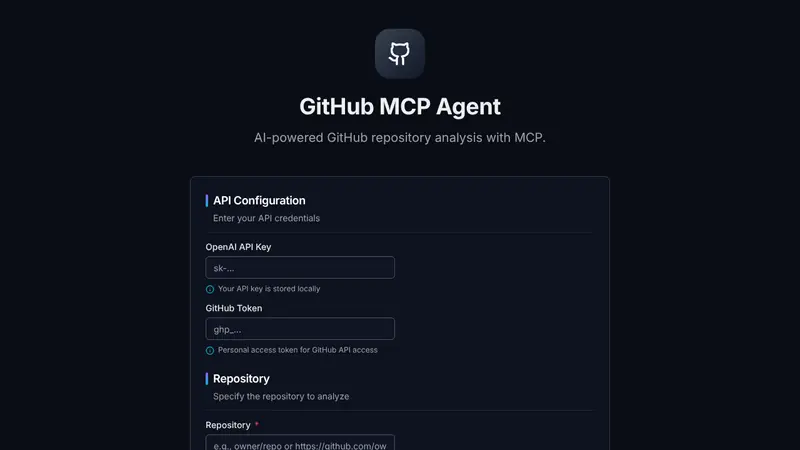 GitHub MCP Agent
AI-powered GitHub repository analysis with MCP.
API Configuration
Enter your API credentials
OpenAI API Key
sk-...
Your API key is stored locally
GitHub Token
ghp_...
Personal access token for GitHub API access
Repository
Specify the repository to analyze
Repository *
e.g., owner/repo or https://github.com/ow